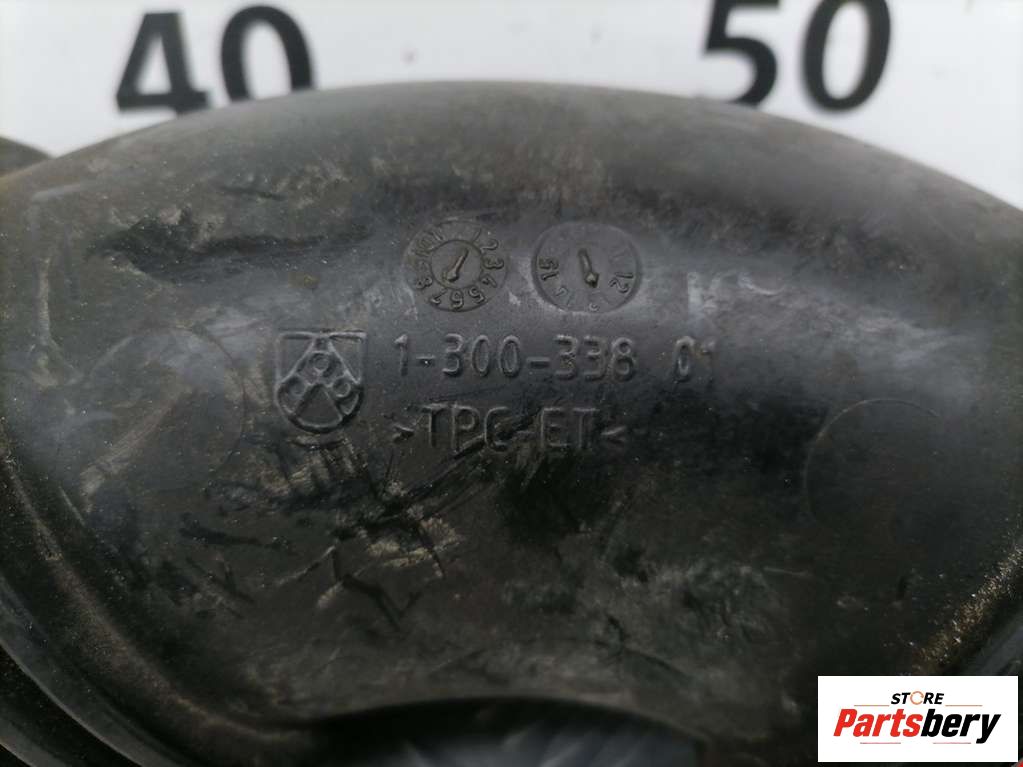 40 50
1-300-338 01
>TPC-ET<
STORE
Partsbery